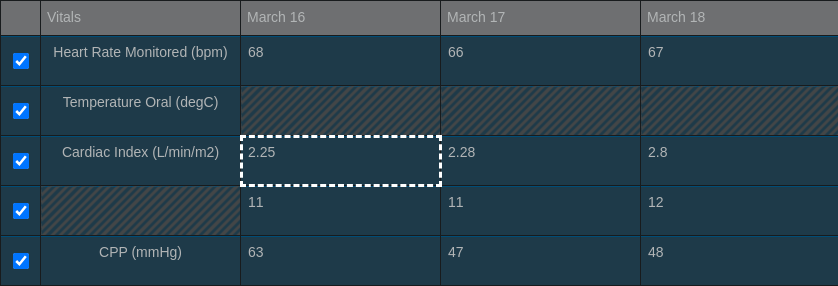 Vitals March 16 March 17 March 18
Heart Rate Monitored (bpm) 68 66 67
Temperature Oral (degC)
Cardiac Index (L/min/m2) 2.25 2.28 2.8
11 11 12
CPP (mmHg) 63 47 48